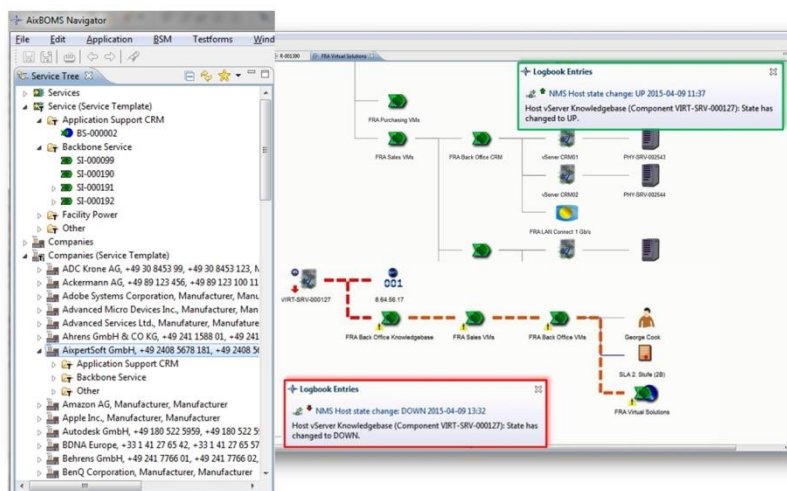 AixBOMS Navigator
File Edit Application BSM Testforms Wind
Service Tree
Services
Service (Service Template)
Application Support CRM
BS-000002
Backbone Service
SI-000099
SI-000190
SI-000191
SI-000192
Facility Power
Other
Companies
Companies (Service Template)
ADC Krone AG, +49 30 8453 99, +49 30 8453 123, M
Ackermann AG, +49 89 123 456, +49 89 123 100 11
Adobe Systems Corporation, Manufacturer, Manu
Advanced Micro Devices Inc., Manufacturer, Man
Advanced Services Ltd., Manufaturer, Manufature
Ahrens GmbH & CO KG, +49 241 1588 01, +49 241
AixpertSoft GmbH, +49 2408 5678 181, +49 2408 56
Application Support CRM
Backbone Service
Other
Amazon AG, Manufacturer, Manufacturer
Apple Inc., Manufacturer, Manufacturer
Autodesk GmbH, +49 180 522 5959, +49 180 522 5
BDNA Europe, +33 1 41 27 65 42, +33 1 41 27 65 57
Behrens GmbH, +49 241 7766 01, +49 241 7766 02,
BenQ Corporation, Manufacturer, Manufacturer
FRA Virtual Solutions
Logbook Entries
NMS Host state change: UP 2015-04-09 11:37
Host vServer Knowledgebase (Component VIRT-SRV-000127): State has
changed to UP.
FRA Purchasing VMs
FRA Sales VMs
FRA Back Office CRM
vServer CRM01
PHY-SRV-002543
vServer CRM02
PHY-SRV-002544
FRA LAN Connect 1 Gb/s
001
VIRT-SRV-000127
8.64.56.17
FRA Back Office Knowledgebase
FRA Sales VMs
FRA Back Office VMs
George Cook
SLA 2. Stufe (2B)
FRA Virtual Solutions
Logbook Entries
NMS Host state change: DOWN 2015-04-09 13:32
Host vServer Knowledgebase (Component VIRT-SRV-000127): State has
changed to DOWN.